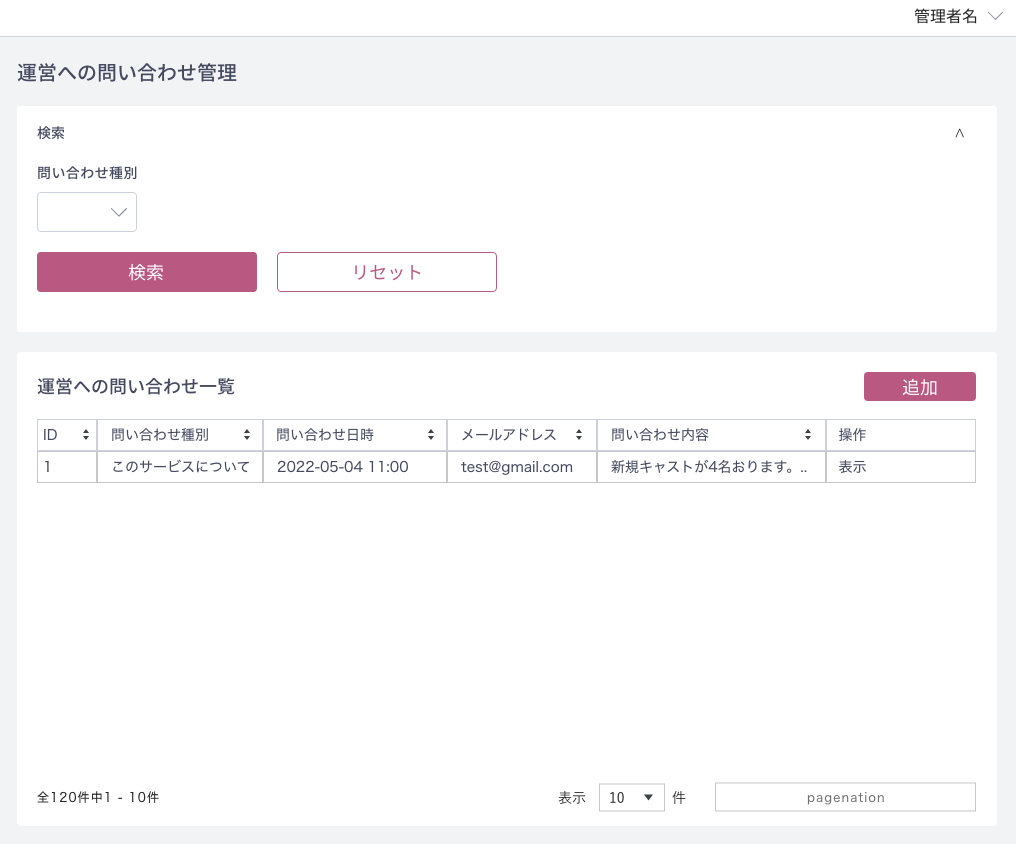 管理者名
運営への問い合わせ管理
検索 ^
問い合わせ種別
検索 リセット
運営への問い合わせ一覧 追加
ID 問い合わせ種別 問い合わせ日時 メールアドレス 問い合わせ内容 操作
1 このサービスについて 2022-05-04 11:00 test@gmail.com 新規キャストが4名おります。.. 表示
全120件中1 - 10件 表示 10 件 pagenation